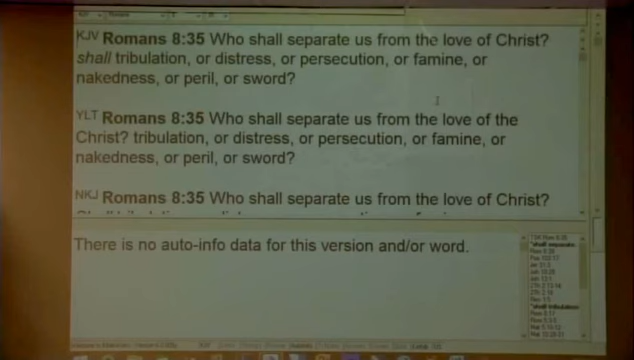 KJV Romans 8:35 Who shall separate us from the love of Christ?
shall tribulation, or distress, or persecution, or famine, or
nakedness, or peril, or sword?
YLT Romans 8:35 Who shall separate us from the love of the
Christ? tribulation, or distress, or persecution, or famine, or
nakedness, or peril, or sword?
NKJ Romans 8:35 Who shall separate us from the love of Christ?
There is no auto-info data for this version and/or word.